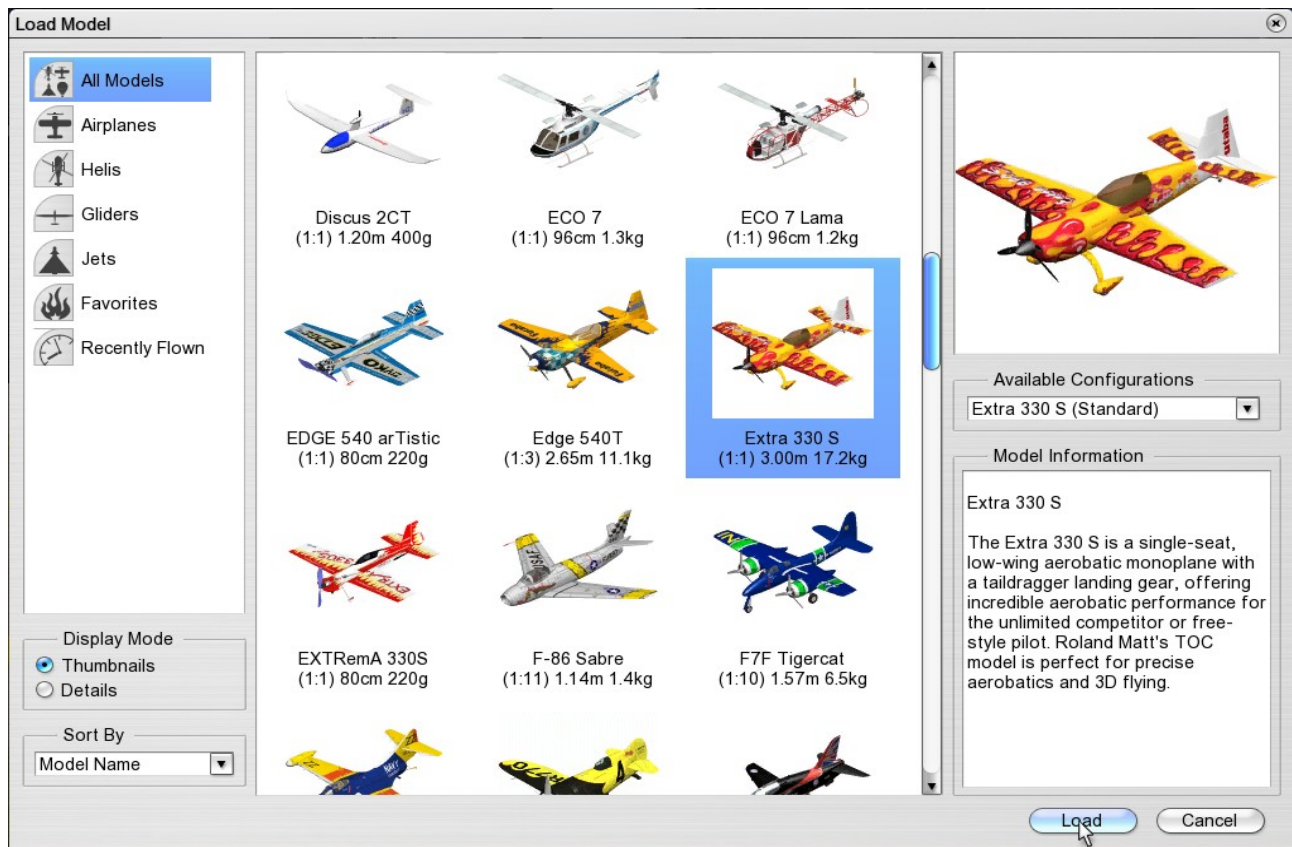 Load Model
All Models
Airplanes
Helis
Gliders
Jets
Favorites
Recently Flown
Display Mode
Thumbnails
Details
Sort By
Model Name
Discus 2CT
(1:1) 1.20m 400g
ECO 7
(1:1) 96cm 1.3kg
ECO 7 Lama
(1:1) 96cm 1.2kg
EDGE 540 arTistic
(1:1) 80cm 220g
Edge 540T
(1:3) 2.65m 11.1kg
Extra 330 S
(1:1) 3.00m 17.2kg
EXTRemA 330S
(1:1) 80cm 220g
F-86 Sabre
(1:11) 1.14m 1.4kg
F7F Tigercat
(1:10) 1.57m 6.5kg
Available Configurations
Extra 330 S (Standard)
Model Information
Extra 330 S
The Extra 330 S is a single-seat,
low-wing aerobatic monoplane with
a taildragger landing gear, offering
incredible aerobatic performance for
the unlimited competitor or free-
style pilot. Roland Matt's TOC
model is perfect for precise
aerobatics and 3D flying.
Load
Cancel